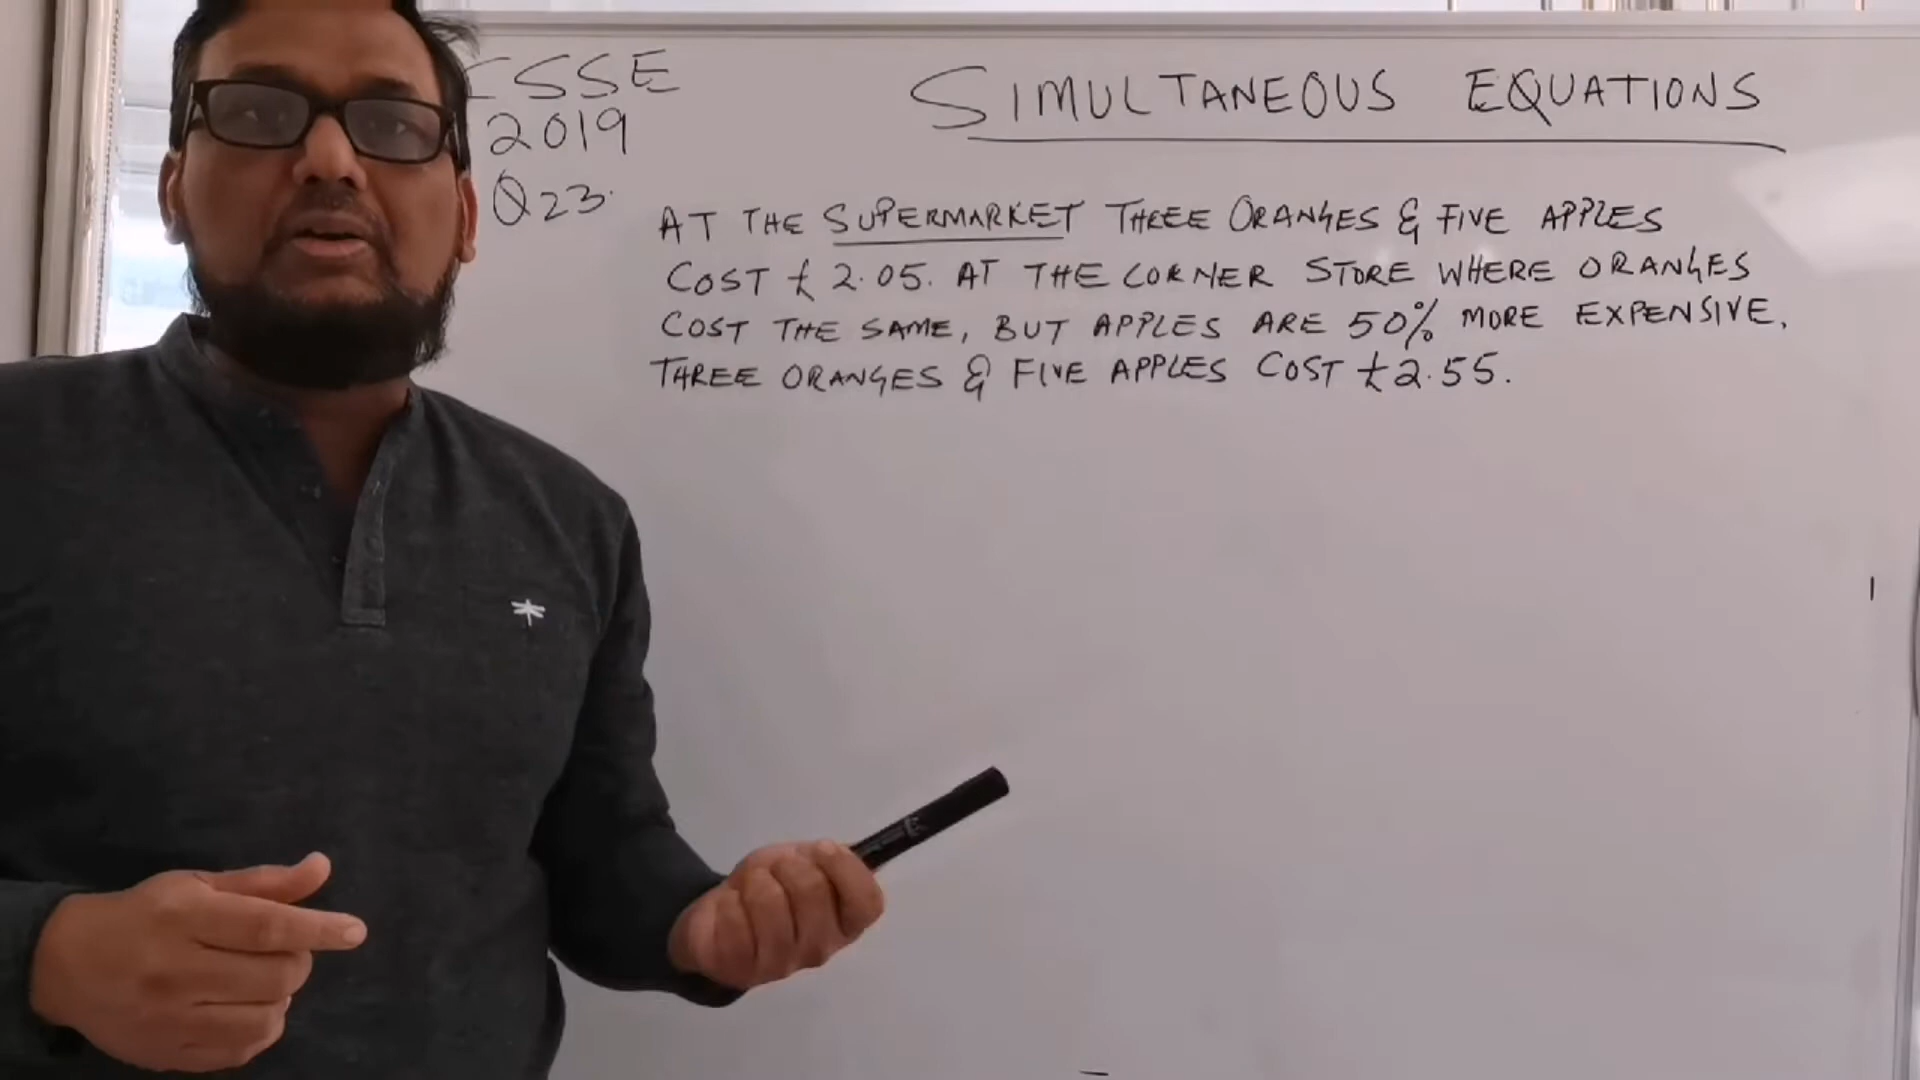 CSSE
2019
Q23.
SIMULTANEOUS EQUATIONS
AT THE SUPERMARKET THREE ORANGES & FIVE APPLES
COST £2.05. AT THE CORNER STORE WHERE ORANGES
COST THE SAME, BUT APPLES ARE 50% MORE EXPENSIVE,
THREE ORANGES & FIVE APPLES COST £2.55.